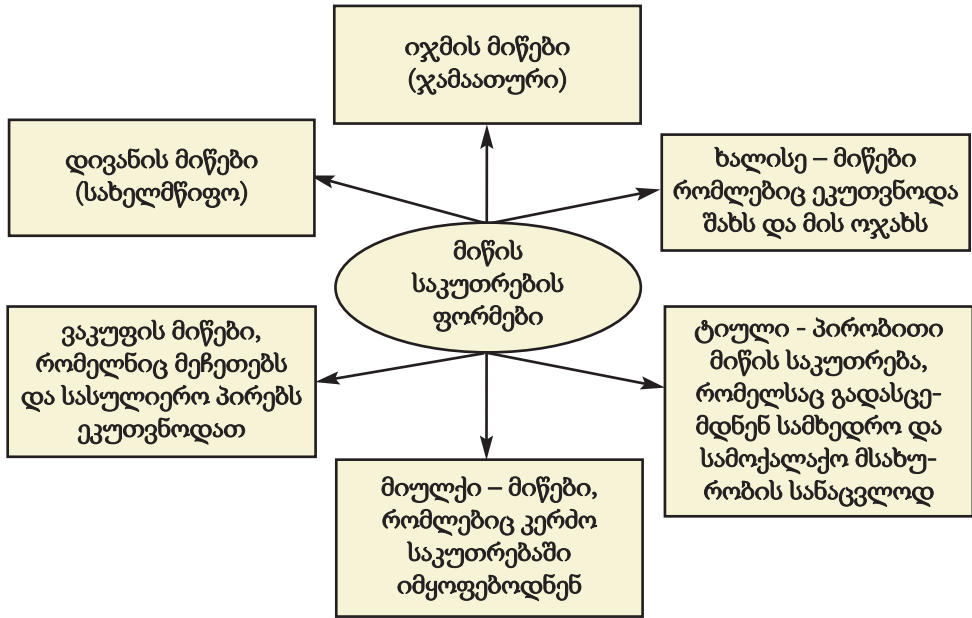 იჯმის მიწები
(ჯამაათური)
დივანის მიწები
(სახელმწიფო)
ხალისე – მიწები
რომლებიც ეკუთვნოდა
შახს და მის ოჯახს
მიწის
საკუთრების
ფორმები
ვაკუფის მიწები,
რომელნიც მეჩეთებს
და სასულიერო პირებს
ეკუთვნოდათ
ტიული - პირობითი
მიწის საკუთრება,
რომელსაც გადასცე-
მდნენ სამხედრო და
სამოქალაქო მსახუ-
რობის სანაცვლოდ
მიულქი – მიწები,
რომლებიც კერძო
საკუთრებაში
იმყოფებოდნენ